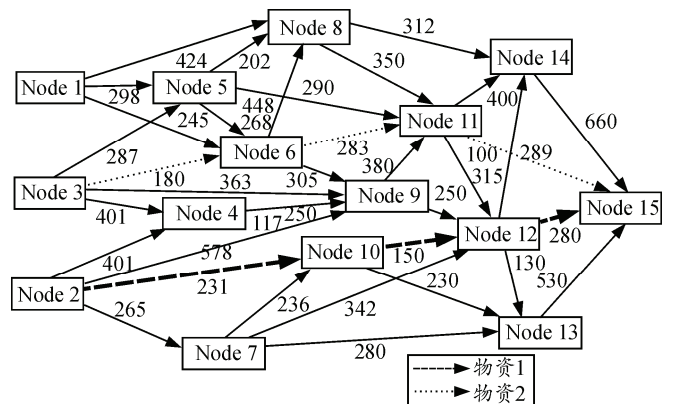 Node 8
312
Node 14
424
202
350
Node 1
Node 5
290
298
448
400
245
268
Node 11
660
287
Node 6
283
100
289
180
363
305
380
315
Node 3
401
Node 9
250
Node 15
Node 4
117
250
Node 12
280
401
578
Node 10
150
130
Node 2
231
230
530
265
236
342
Node 13
Node 7
280
物资1
物资2